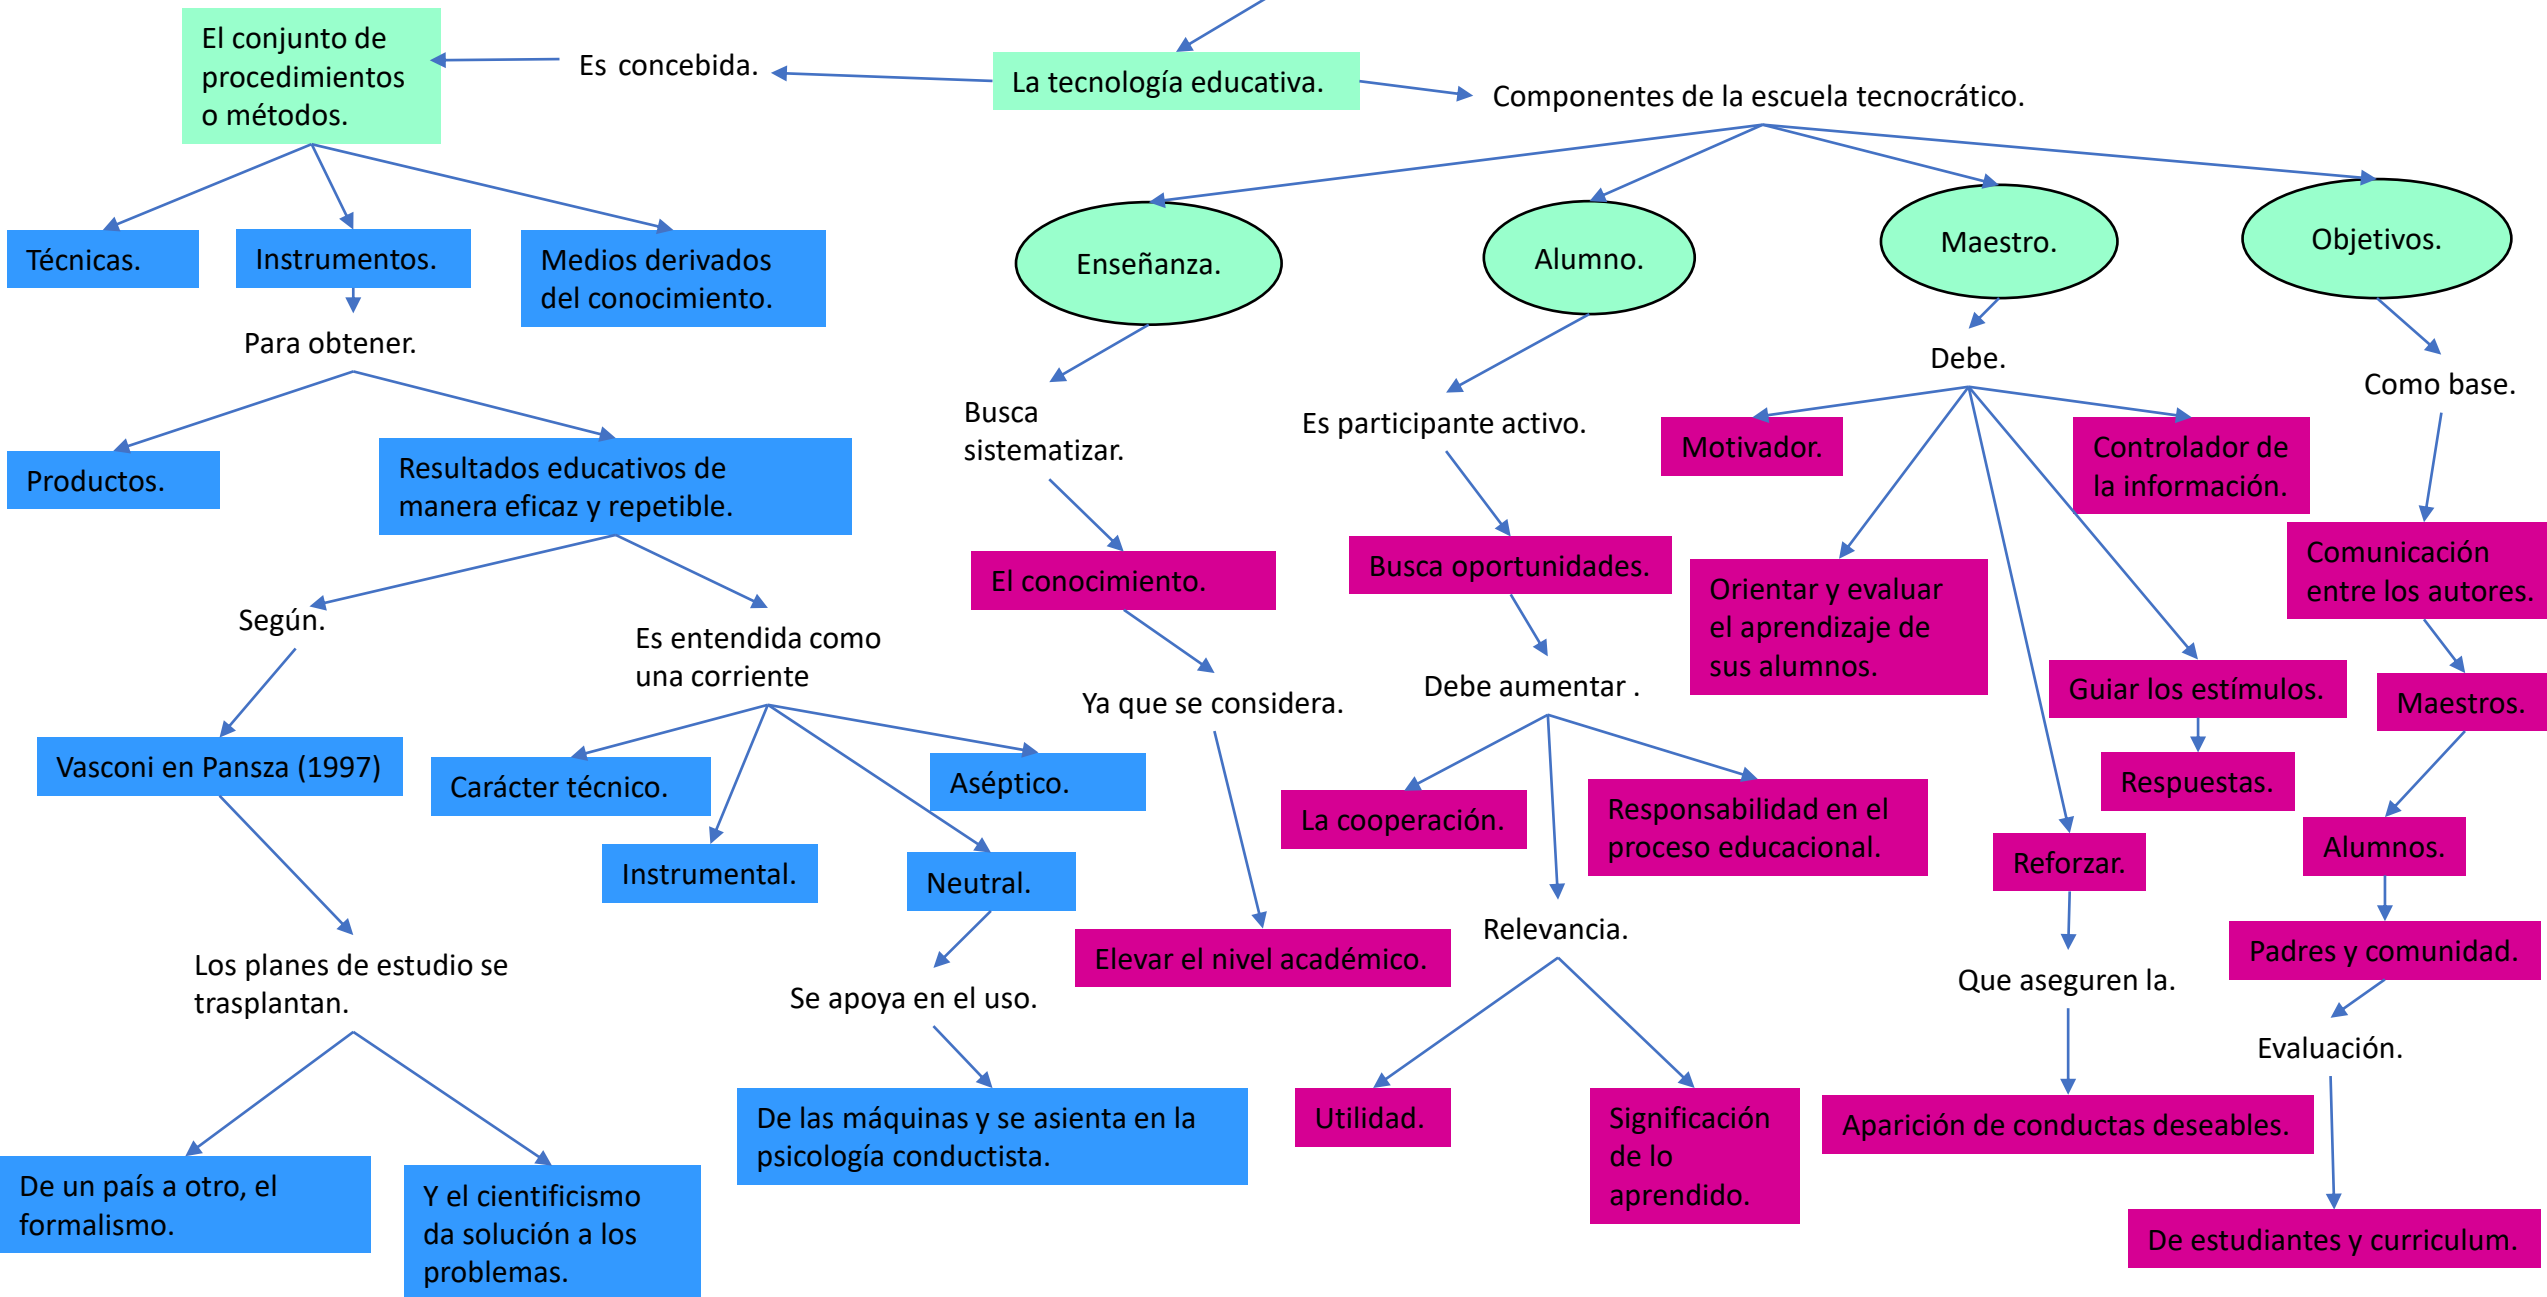 El conjunto de
procedimientos
o métodos.
Es concebida.
La tecnología educativa.
Componentes de la escuela tecnocrático.
Técnicas.
Instrumentos.
Medios derivados
del conocimiento.
Para obtener.
Productos.
Resultados educativos de
manera eficaz y repetible.
Según.
Es entendida como
una corriente
Vasconi en Pansza (1997)
Carácter técnico.
Instrumental.
Neutral.
Aséptico.
Los planes de estudio se
trasplantan.
Se apoya en el uso.
De un país a otro, el
formalismo.
Y el cientificismo
da solución a los
problemas.
De las máquinas y se asienta en la
psicología conductista.
Enseñanza.
Busca
sistematizar.
El conocimiento.
Ya que se considera.
Elevar el nivel académico.
Alumno.
Es participante activo.
Busca oportunidades.
Debe aumentar .
La cooperación.
Responsabilidad en el
proceso educacional.
Relevancia.
Utilidad.
Significación
de lo
aprendido.
Maestro.
Debe.
Motivador.
Controlador de
la información.
Orientar y evaluar
el aprendizaje de
sus alumnos.
Guiar los estímulos.
Respuestas.
Reforzar.
Que aseguren la.
Aparición de conductas deseables.
Objetivos.
Como base.
Comunicación
entre los autores.
Maestros.
Alumnos.
Padres y comunidad.
Evaluación.
De estudiantes y curriculum.